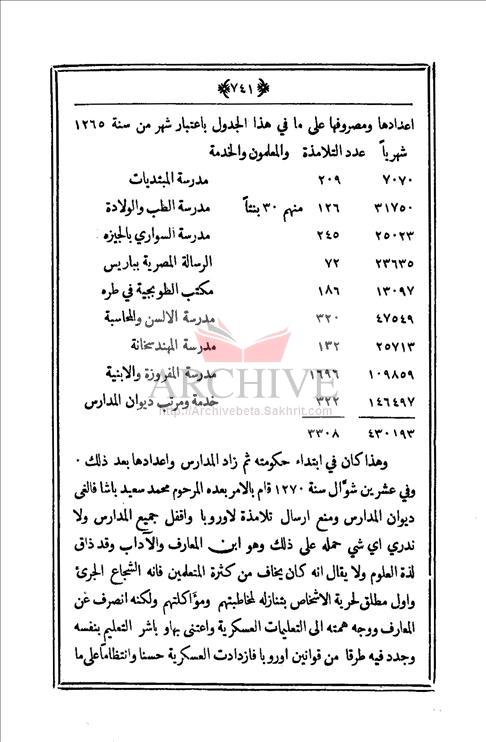 ﴿٧٤١﴾
اعدادها ومصروفها على ما في هذا الجدول باعتبار شهر من سنة ١٢٦٥
شهرياً عدد التلامذة والمعلمون والخدمة
٧٠٧٠ ٢٠٩ مدرسة المبتديات
٣١٧٥٠ ١٢٦ منهم ٣٠ بنتاً مدرسة الطب والولادة
٢٥٠٢٣ ٢٤٥ مدرسة السواري بالجيزه
٢٣٦٣٥ ٧٢ الرسالة المصرية بباريس
١٣٠٩٧ ١٨٦ مكتب الطوبجية في طره
٤٧٥٤٩ ٣٢٠ مدرسة الالسن والمحاسبة
٢٥٧١٣ ١٣٢ مدرسة المهندسخانة
١٠٩٨٥٩ ١٦٩٦ مدرسة المفروزة والابنية
ARCHIVE
١٤٦٤٩٧ ٣٢٢ خدمة ومرتب ديوان المدارس
http://Archivebeta.Sakhrit.com
٤٣٠١٩٣ ٣٣٠٨
وهذا كان في ابتداء حكومته ثم زاد المدارس واعدادها بعد ذلك ٠
وفي عشرين شوّال سنة ١٢٧٠ قام بالامر بعده المرحوم محمد سعيد باشا فالغى
ديوان المدارس ومنع ارسال تلامذة لاوروبا واقفل جميع المدارس ولا
ندري اي شي حمله على ذلك وهو ابن المعارف والآداب وقد ذاق
لذة العلوم ولا يقال انه كان يخاف من كثرة المتعلمين فانه الشجاع الجرئ
واول مطلق لحرية الاشخاص بتنازله لمخاطبتهم ومؤاكلتهم ولكنه انصرف عن
المعارف ووجه همته الى التعليمات العسكرية واعتنى بها وباشر التعليم بنفسه
وجدد فيه طرقا من قوانين اوروبا فازدادت العسكرية حسنا وانتظاماً على ما